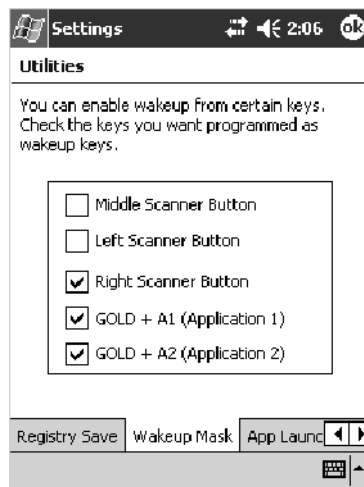 Settings 2:06 ok
Utilities
You can enable wakeup from certain keys.
Check the keys you want programmed as
wakeup keys.
Middle Scanner Button
Left Scanner Button
Right Scanner Button
GOLD + A1 (Application 1)
GOLD + A2 (Application 2)
Registry Save Wakeup Mask App Launc